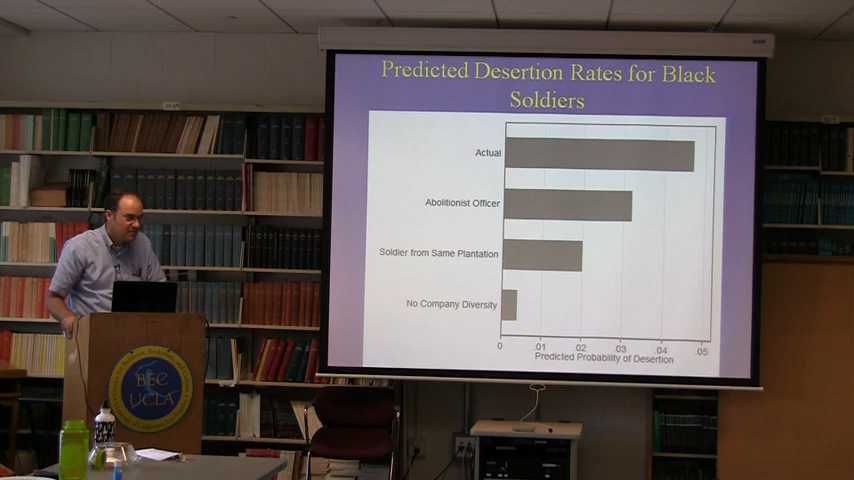 Predicted Desertion Rates for Black
Soldiers
Actual
Abolitionist Officer
Soldier from Same Plantation
No Company Diversity
0 .01 .02 .03 .04 .05
Predicted Probability of Desertion
BEC
UCLA